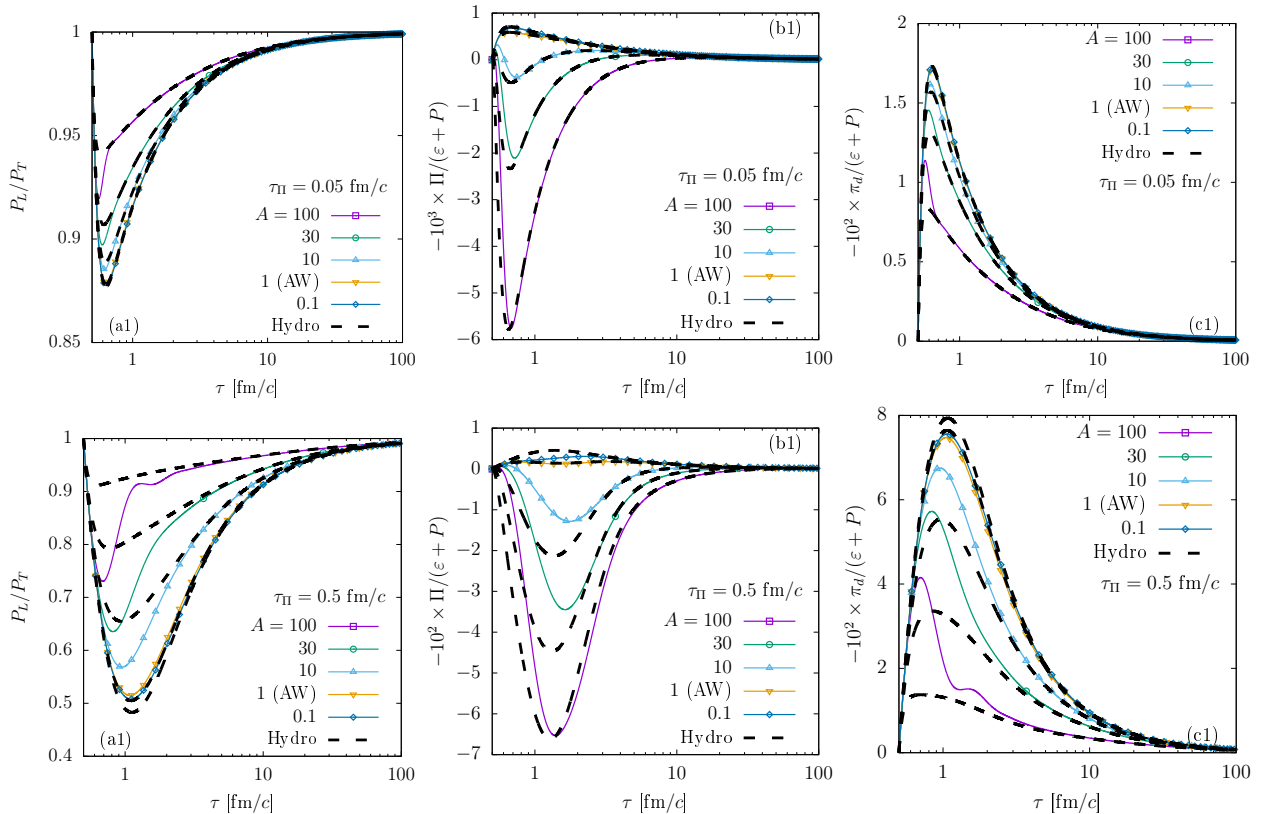 1
0.95
0.9
0.85
P_L/P_T
τ_Π = 0.05 fm/c
A = 100
30
10
1 (AW)
0.1
Hydro
(a1)
1 10 100
τ [fm/c]
1
0
−1
−2
−3
−4
−5
−6
−10³ × Π/(ε + P)
(b1)
τ_Π = 0.05 fm/c
A = 100
30
10
1 (AW)
0.1
Hydro
1 10 100
τ [fm/c]
2
1.5
1
0.5
0
−10² × π_d/(ε + P)
A = 100
30
10
1 (AW)
0.1
Hydro
τ_Π = 0.05 fm/c
(c1)
1 10 100
τ [fm/c]
1
0.9
0.8
0.7
0.6
0.5
0.4
P_L/P_T
τ_Π = 0.5 fm/c
A = 100
30
10
1 (AW)
0.1
Hydro
(a1)
1 10 100
τ [fm/c]
1
0
−1
−2
−3
−4
−5
−6
−7
−10² × Π/(ε + P)
(b1)
τ_Π = 0.5 fm/c
A = 100
30
10
1 (AW)
0.1
Hydro
1 10 100
τ [fm/c]
8
6
4
2
0
−10² × π_d/(ε + P)
A = 100
30
10
1 (AW)
0.1
Hydro
τ_Π = 0.5 fm/c
(c1)
1 10 100
τ [fm/c]